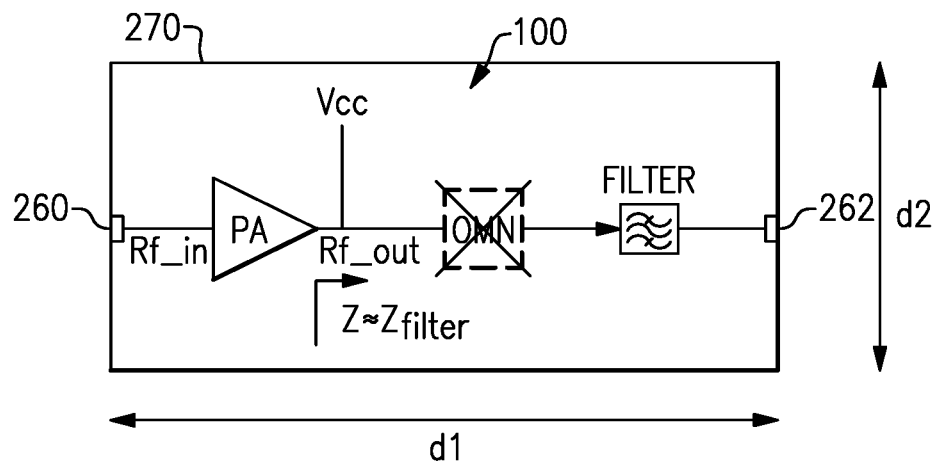 270
100
Vcc
FILTER
260
PA
OMN
262
d2
Rf_in
Rf_out
Z≈Zfilter
d1